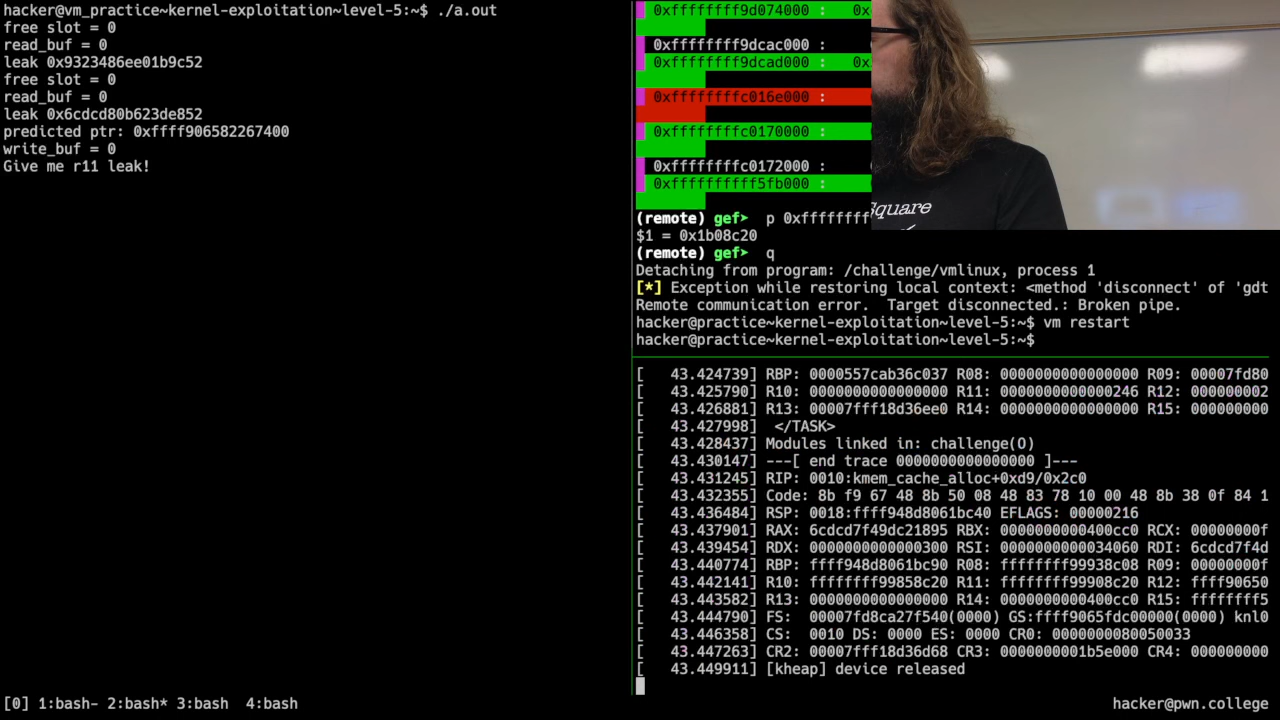 hacker@vm_practice~kernel-exploitation~level-5:~$ ./a.out
free slot = 0
read_buf = 0
leak 0x9323486ee01b9c52
free slot = 0
read_buf = 0
leak 0x6cdcd80b623de852
predicted ptr: 0xffff906582267400
write_buf = 0
Give me r11 leak!
0xffffffff9d074000 : 0x
0xffffffff9dcac000 :
0xffffffff9dcad000 : 0x
0xffffffffc016e000 :
0xffffffffc0170000 :
0xffffffffc0172000 :
0xffffffffff5fb000 :
(remote) gef➤ p 0xffffffff
$1 = 0x1b08c20
(remote) gef➤ q
Detaching from program: /challenge/vmlinux, process 1
[*] Exception while restoring local context: <method 'disconnect' of 'gdt
Remote communication error. Target disconnected.: Broken pipe.
hacker@practice~kernel-exploitation~level-5:~$ vm restart
hacker@practice~kernel-exploitation~level-5:~$
[ 43.424739] RBP: 0000557cab36c037 R08: 0000000000000000 R09: 00007fd80
[ 43.425790] R10: 0000000000000000 R11: 0000000000000246 R12: 000000002
[ 43.426881] R13: 00007fff18d36ee0 R14: 0000000000000000 R15: 000000000
[ 43.427998] </TASK>
[ 43.428437] Modules linked in: challenge(O)
[ 43.430147] ---[ end trace 0000000000000000 ]---
[ 43.431245] RIP: 0010:kmem_cache_alloc+0xd9/0x2c0
[ 43.432355] Code: 8b f9 67 48 8b 50 08 48 83 78 10 00 48 8b 38 0f 84 1
[ 43.436484] RSP: 0018:ffff948d8061bc40 EFLAGS: 00000216
[ 43.437901] RAX: 6cdcd7f49dc21895 RBX: 0000000000400cc0 RCX: 00000000f
[ 43.439454] RDX: 0000000000000300 RSI: 0000000000034060 RDI: 6cdcd7f4d
[ 43.440774] RBP: ffff948d8061bc90 R08: ffffffff99938c08 R09: 00000000f
[ 43.442141] R10: ffffffff99858c20 R11: ffffffff99908c20 R12: ffff90650
[ 43.443582] R13: 0000000000000000 R14: 0000000000400cc0 R15: ffffffff5
[ 43.444790] FS: 00007fd8ca27f540(0000) GS:ffff9065fdc00000(0000) knl0
[ 43.446358] CS: 0010 DS: 0000 ES: 0000 CR0: 0000000080050033
[ 43.447263] CR2: 00007fff18d36d68 CR3: 0000000001b5e000 CR4: 000000000
[ 43.449911] [kheap] device released
[0] 1:bash- 2:bash* 3:bash 4:bash
hacker@pwn.college
Square